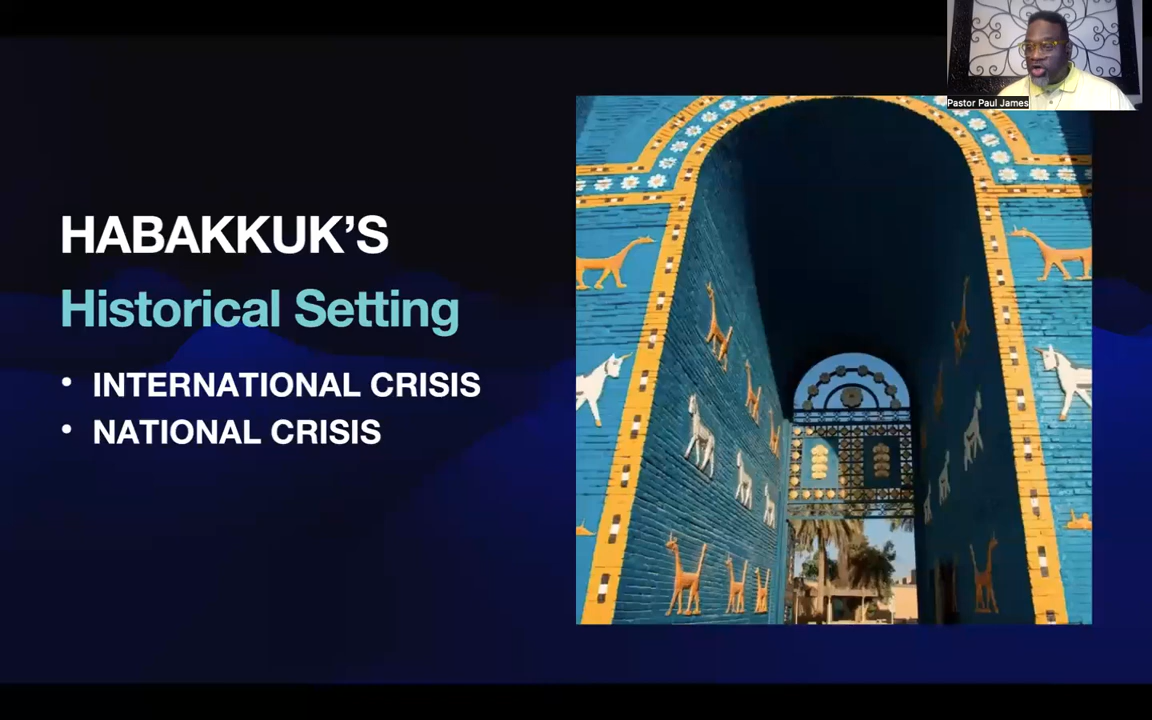 Pastor Paul James
HABAKKUK’S
Historical Setting
• INTERNATIONAL CRISIS
• NATIONAL CRISIS